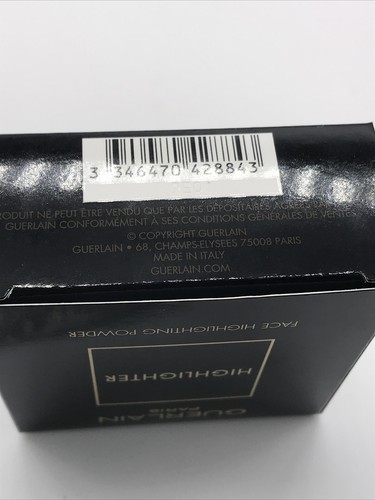 3 346470 428843
PRODUIT NE PEUT ÊTRE VENDU QUE PAR LES DÉPOSITAIRES AGRÉÉS
GUERLAIN CONFORMÉMENT À SES CONDITIONS GÉNÉRALES DE VENTE
© COPYRIGHT GUERLAIN
GUERLAIN • 68, CHAMPS-ELYSEES 75008 PARIS
MADE IN ITALY
GUERLAIN.COM
FACE HIGHLIGHTING POWDER
HIGHLIGHTER
PARIS
GUERLAIN